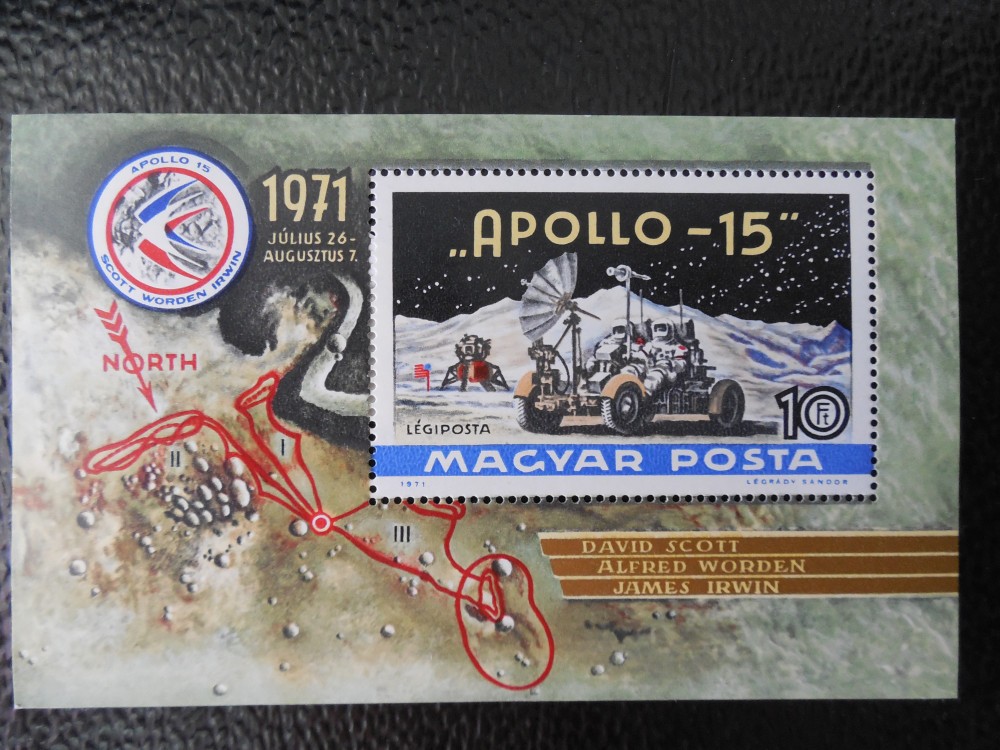 APOLLO 15
SCOTT WORDEN IRWIN
1971
JÚLIUS 26-
AUGUSZTUS 7.
NORTH
I
II
III
„APOLLO -15”
LÉGIPOSTA
10 Ft
MAGYAR POSTA
1971 LÉGRÁDY SÁNDOR
DAVID SCOTT
ALFRED WORDEN
JAMES IRWIN